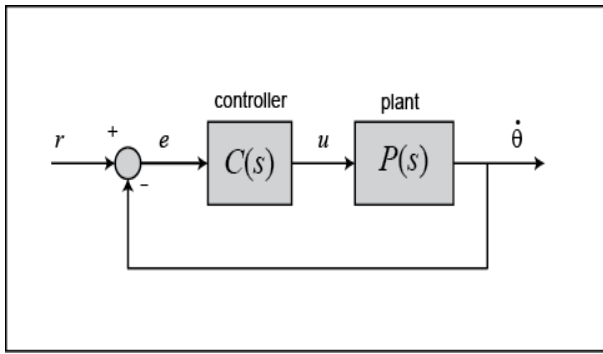 controller
plant
r
+
e
C(s)
u
P(s)
θ̇
-